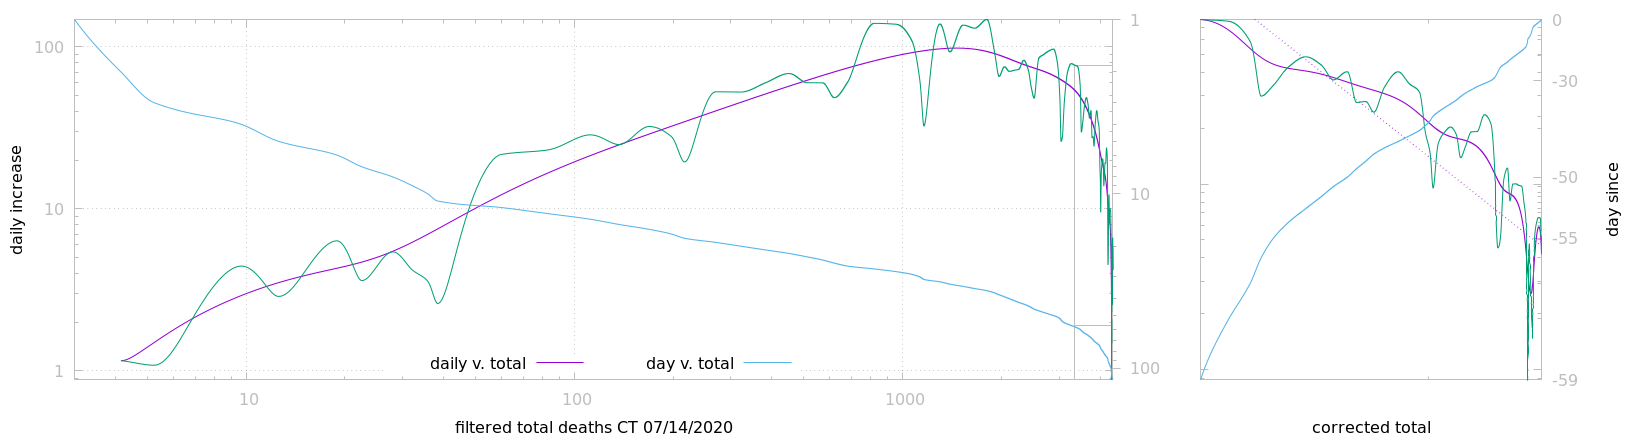 100
10
1
daily increase
10
100
1000
filtered total deaths CT 07/14/2020
daily v. total
day v. total
1
10
100
0
-30
-50
-55
-59
day since
corrected total